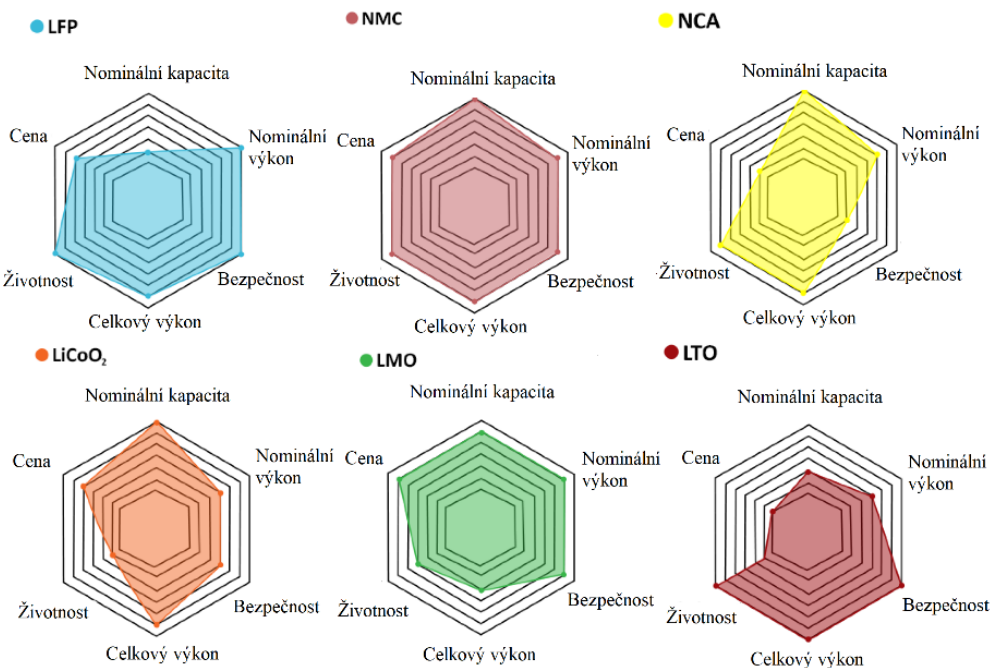 LFP
Nominální kapacita
Cena
Nominální
výkon
Životnost
Bezpečnost
Celkový výkon
NMC
Nominální kapacita
Cena
Nominální
výkon
Životnost
Bezpečnost
Celkový výkon
NCA
Nominální kapacita
Cena
Nominální
výkon
Životnost
Bezpečnost
Celkový výkon
LiCoO₂
Nominální kapacita
Cena
Nominální
výkon
Životnost
Bezpečnost
Celkový výkon
LMO
Nominální kapacita
Cena
Nominální
výkon
Životnost
Bezpečnost
Celkový výkon
LTO
Nominální kapacita
Cena
Nominální
výkon
Životnost
Bezpečnost
Celkový výkon